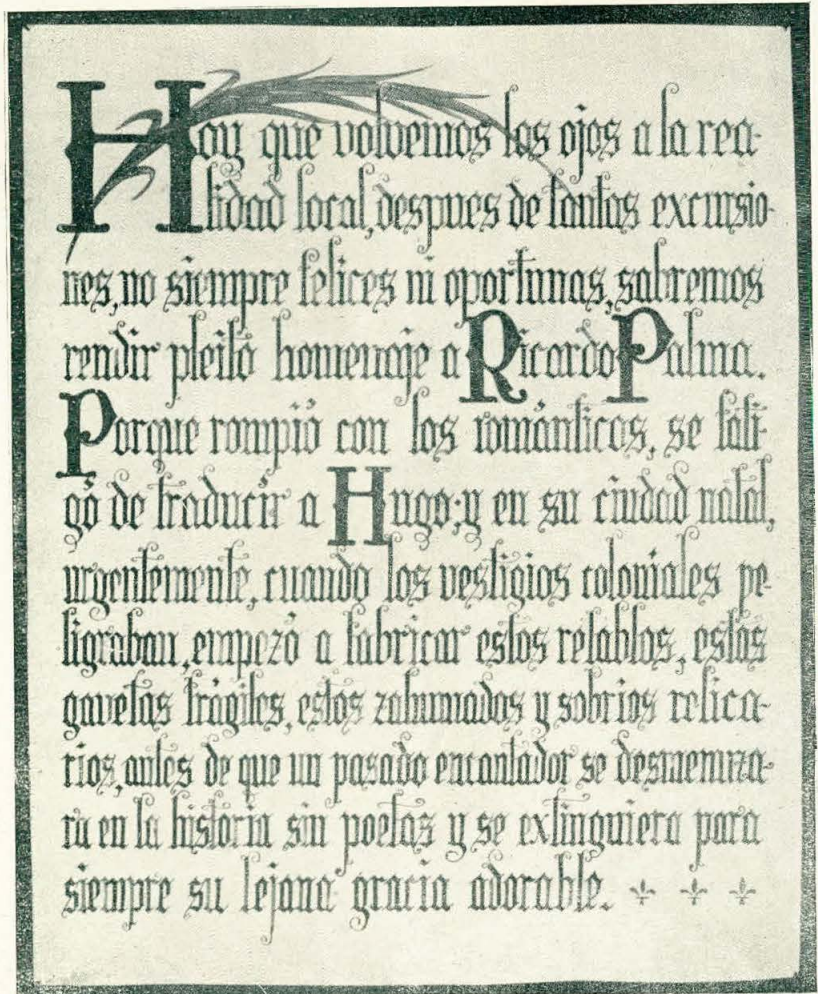 Hoy que volvemos los ojos a la rea-
lidad local, despues de tantas excursio-
nes, no siempre felices ni oportunas, sabremos
rendir pleito homenaje a Ricardo Palma.
Porque rompió con los románticos, se fati-
gó de traducir a Hugo; y en su ciudad natal,
urgentemente, cuando los vestigios coloniales pe-
ligraban, empezó a fabricar estos retablos, estas
gavetas frágiles, estos zahumados y sobrios relica-
rios, antes de que un pasado encantador se desmenuza-
ra en la historia sin poetas y se extinguiera para
siempre su lejana gracia adorable.